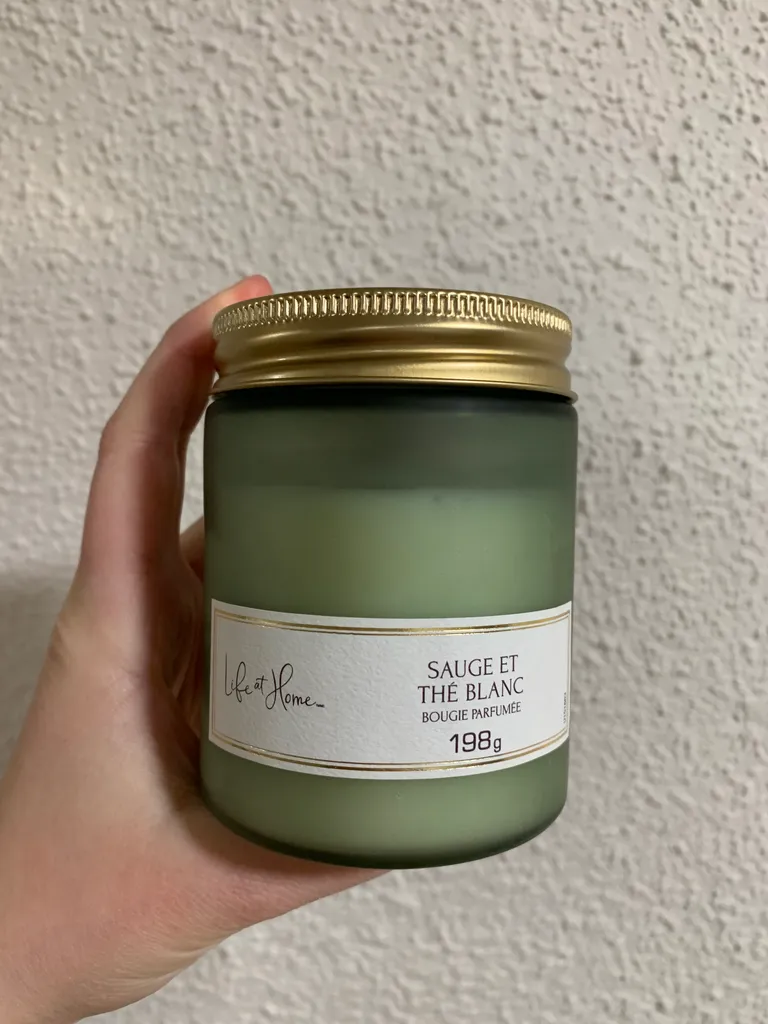 Life at Home
SAUGE ET
THÉ BLANC
BOUGIE PARFUMÉE
198g